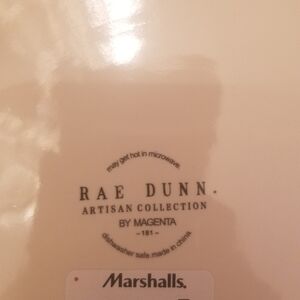 may get hot in microwave.
RAE DUNN.
ARTISAN COLLECTION
BY MAGENTA
-181-
dishwasher safe. made in china.
Marshalls.